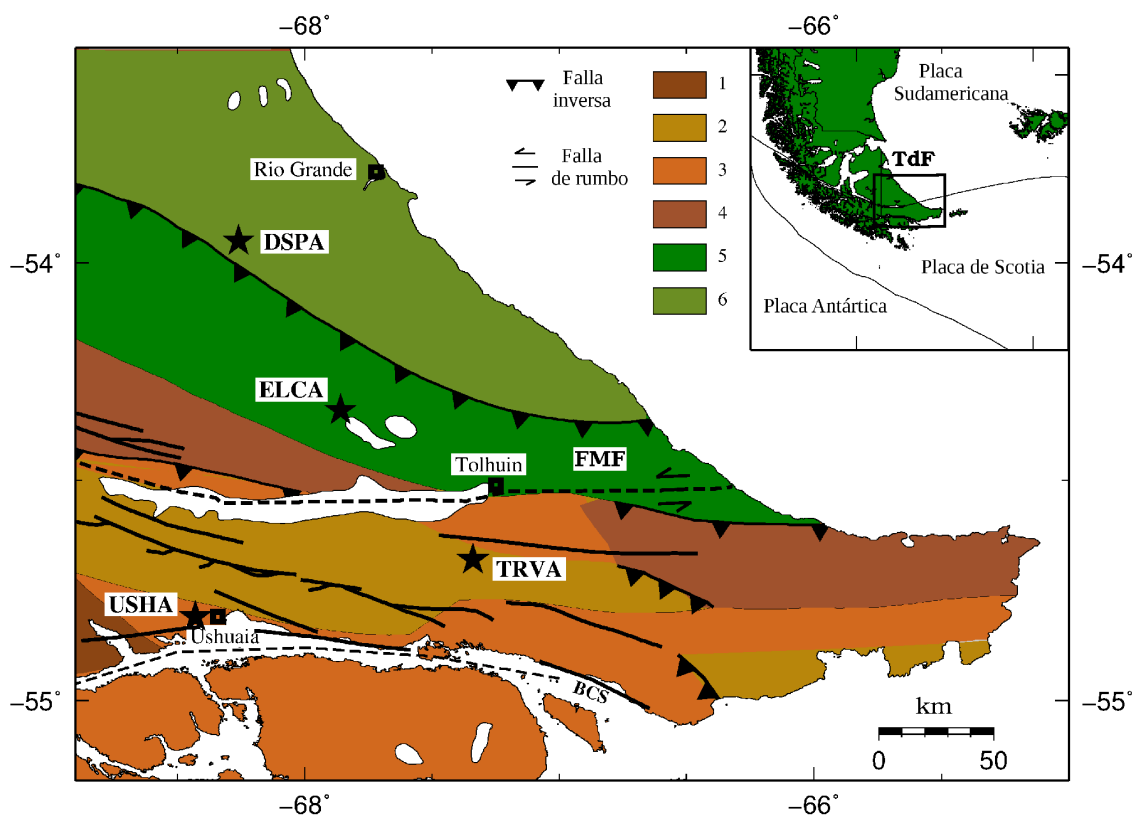 −68˚
−66˚
Falla
inversa
Falla
de rumbo
1
2
3
4
5
6
Placa
Sudamericana
TdF
Placa de Scotia
Placa Antártica
Rio Grande
DSPA
−54˚
−54˚
ELCA
Tolhuin
FMF
TRVA
USHA
Ushuaia
BCS
−55˚
−55˚
km
0
50
−68˚
−66˚